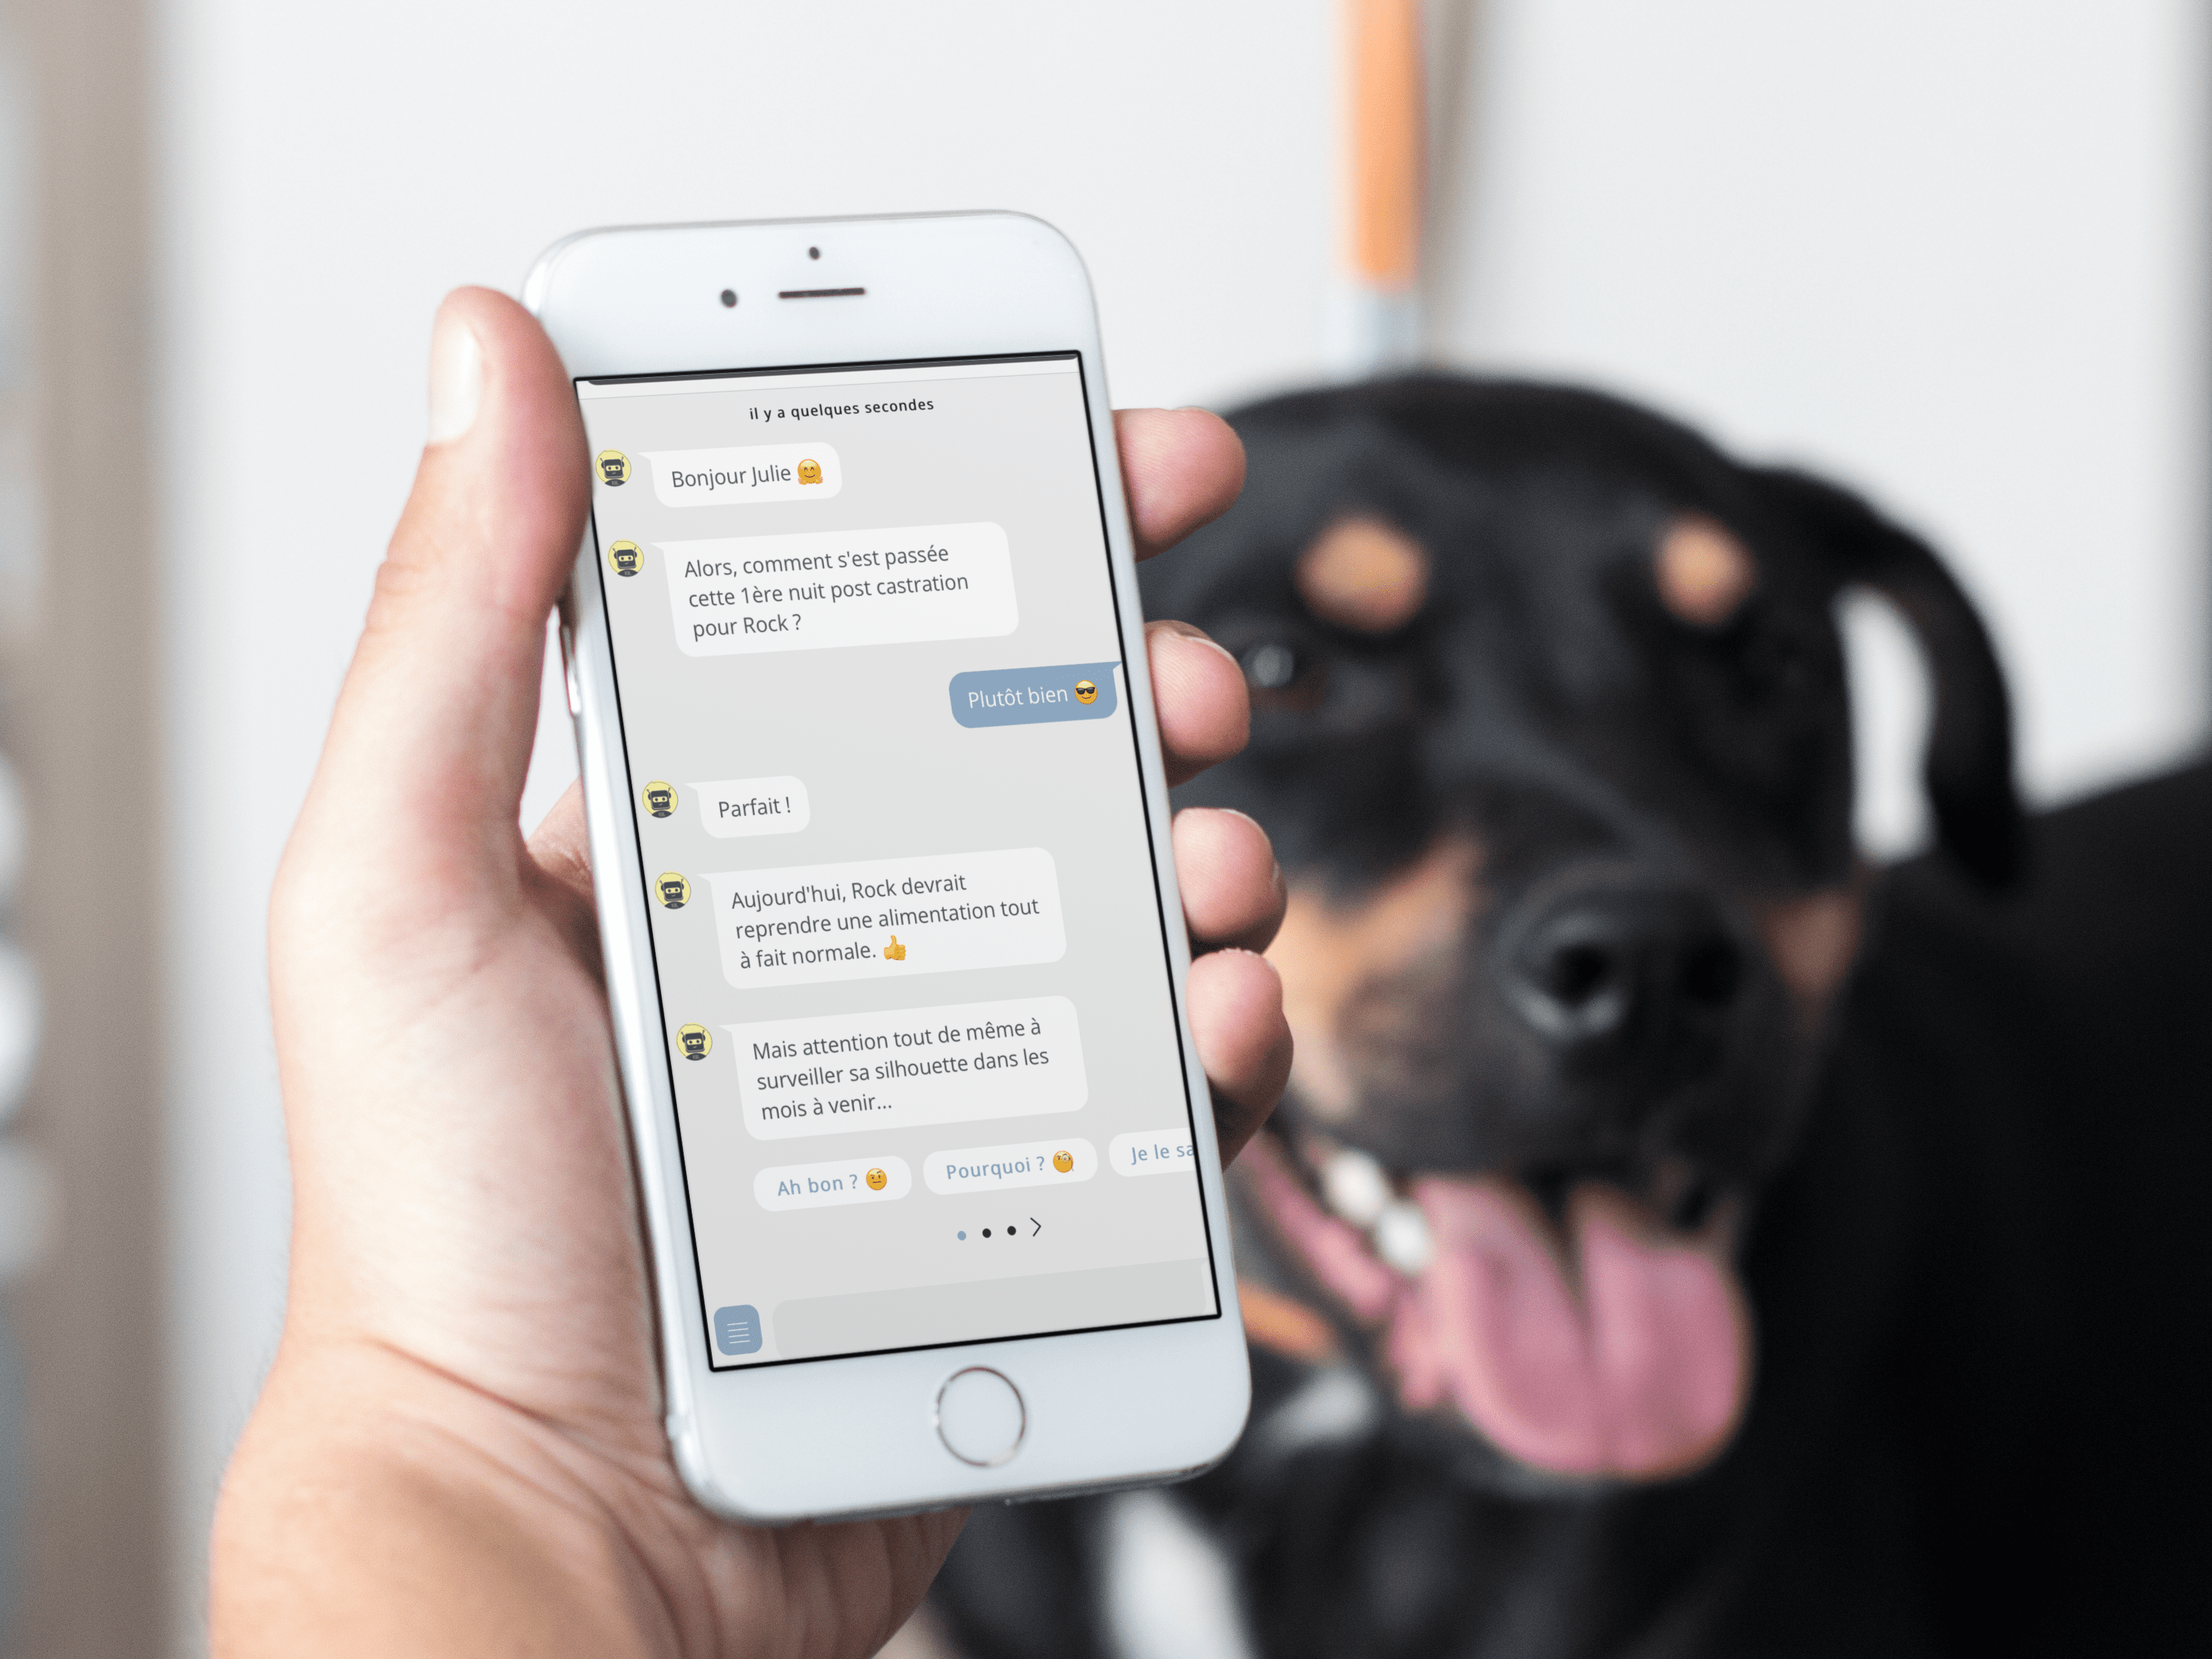 il y a quelques secondes
Bonjour Julie 🤗
Alors, comment s'est passée
cette 1ère nuit post castration
pour Rock ?
Plutôt bien 😎
Parfait !
Aujourd'hui, Rock devrait
reprendre une alimentation tout
à fait normale. 👍
Mais attention tout de même à
surveiller sa silhouette dans les
mois à venir...
Ah bon ? 🤨
Pourquoi ? 🧐
Je le sa